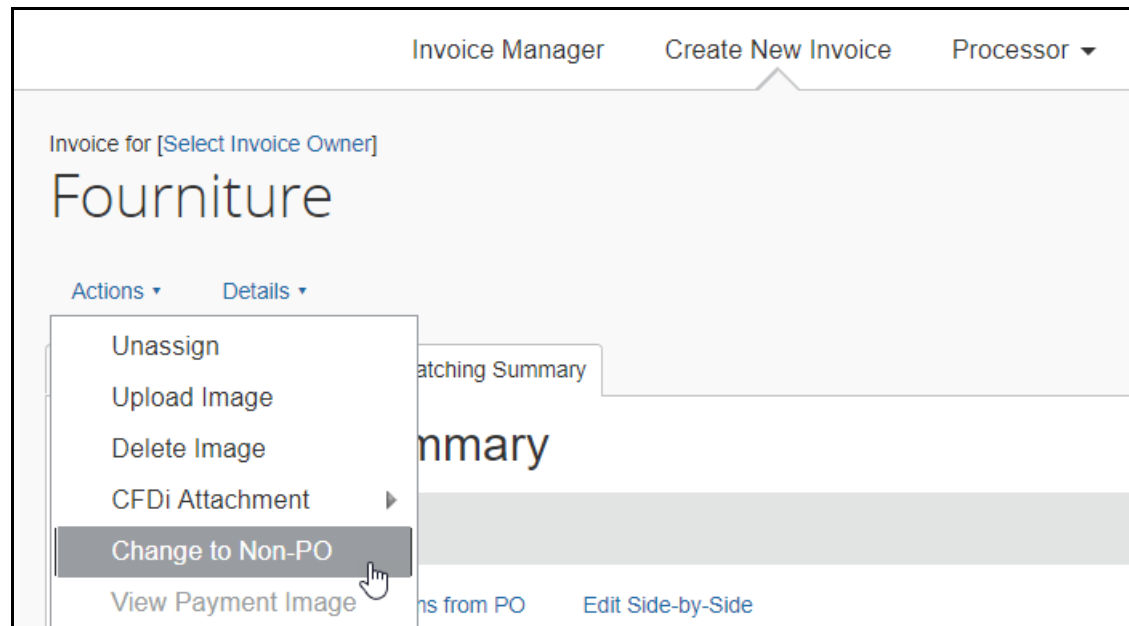 Invoice Manager Create New Invoice Processor
Invoice for [Select Invoice Owner]
Fourniture
Actions Details
Unassign
atching Summary
Upload Image
Delete Image
mmary
CFDi Attachment
Change to Non-PO
View Payment Image
ns from PO Edit Side-by-Side